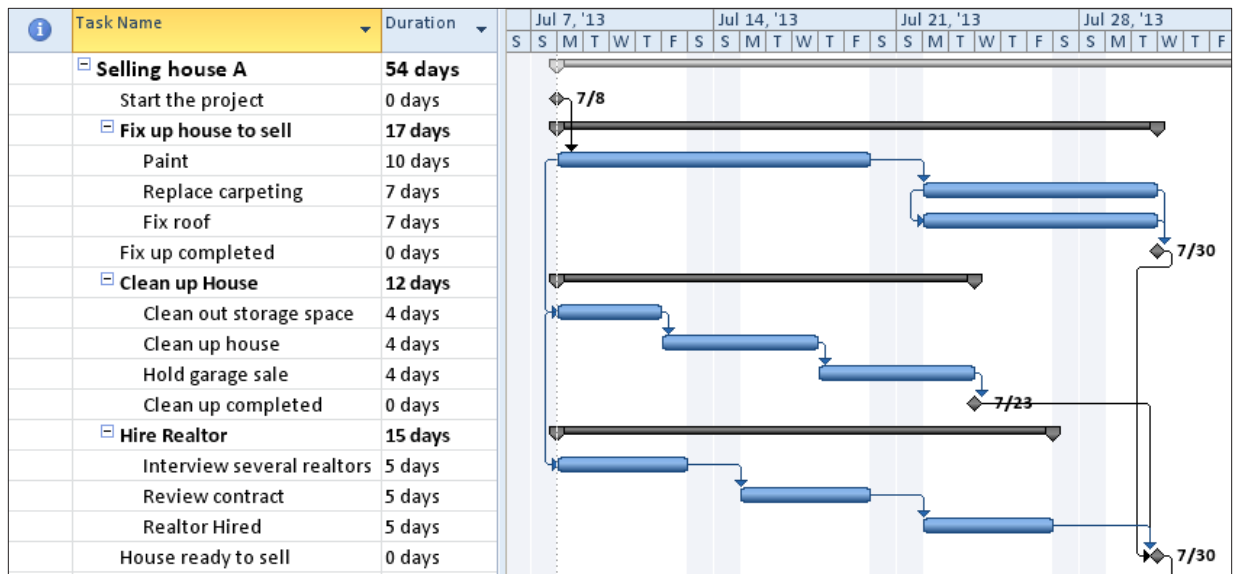 Task Name Duration Jul 7, '13 Jul 14, '13 Jul 21, '13 Jul 28, '13
S S M T W T F S S M T W T F S S M T W T F S S M T W T F
Selling house A 54 days
Start the project 0 days 7/8
Fix up house to sell 17 days
Paint 10 days
Replace carpeting 7 days
Fix roof 7 days
Fix up completed 0 days 7/30
Clean up House 12 days
Clean out storage space 4 days
Clean up house 4 days
Hold garage sale 4 days
Clean up completed 0 days 7/23
Hire Realtor 15 days
Interview several realtors 5 days
Review contract 5 days
Realtor Hired 5 days
House ready to sell 0 days 7/30